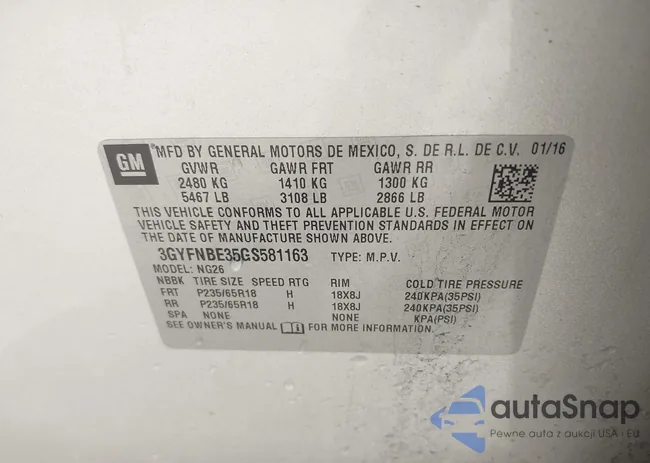 GM
®MFD BY GENERAL MOTORS DE MEXICO, S. DE R.L. DE C.V. 01/16
GVWR GAWR FRT GAWR RR
2480 KG 1410 KG 1300 KG
5467 LB 3108 LB 2866 LB
THIS VEHICLE CONFORMS TO ALL APPLICABLE U.S. FEDERAL MOTOR
VEHICLE SAFETY, BUMPER, AND THEFT PREVENTION STANDARDS IN EFFECT ON
THE DATE OF MANUFACTURE SHOWN ABOVE.
3GYFNBE35GS581163 TYPE: M.P.V.
MODEL: NG26
NBBK TIRE SIZE SPEED RTG RIM COLD TIRE PRESSURE
FRT P235/65R18 H 18X8J 240KPA(35PSI)
RR P235/65R18 H 18X8J 240KPA(35PSI)
SPA NONE NONE KPA(PSI)
SEE OWNER'S MANUAL FOR MORE INFORMATION.
autaSnap
Pewne auta z aukcji USA i EU